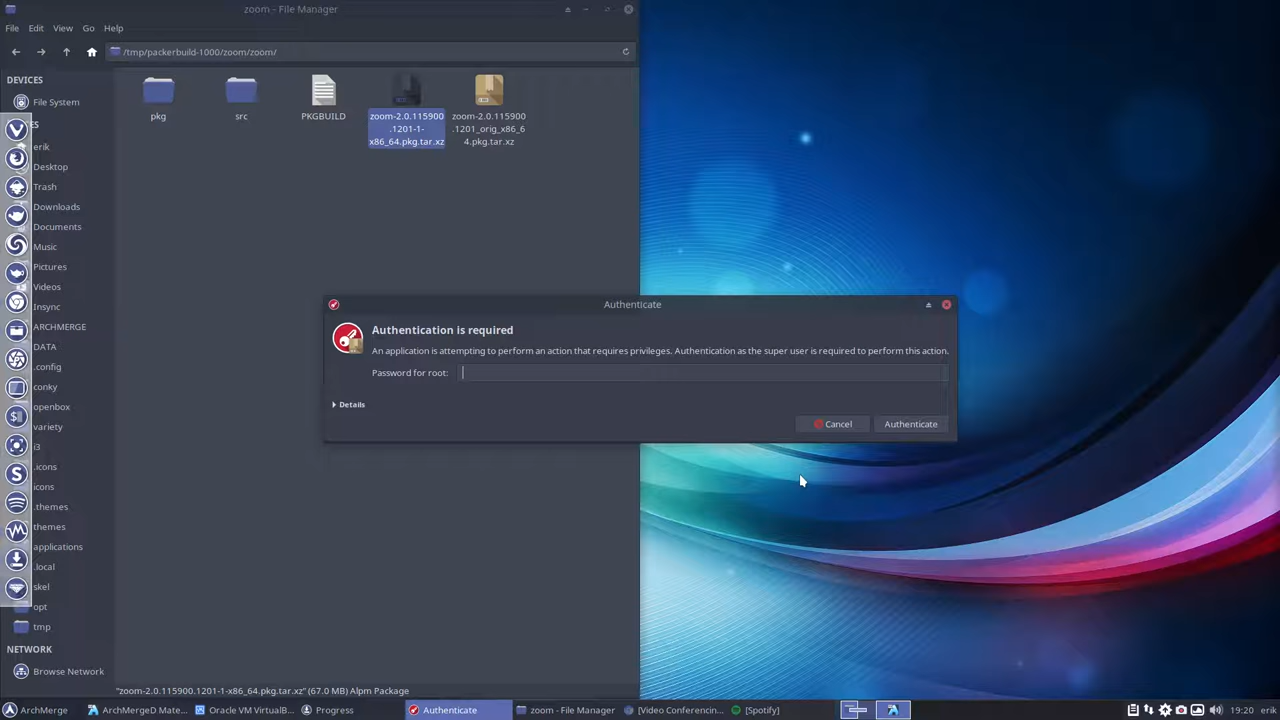 zoom - File Manager
File Edit View Go Help
/tmp/packerbuild-1000/zoom/zoom/
DEVICES
File System
ES
erik
Desktop
Trash
Downloads
Documents
Music
Pictures
Videos
Insync
ARCHMERGE
DATA
.config
conky
openbox
variety
i3
.icons
icons
.themes
themes
applications
.local
skel
opt
tmp
NETWORK
Browse Network
pkg
src
PKGBUILD
zoom-2.0.115900
.1201-1-
x86_64.pkg.tar.xz
zoom-2.0.115900
.1201_orig_x86_6
4.pkg.tar.xz
Authenticate
Authentication is required
An application is attempting to perform an action that requires privileges. Authentication as the super user is required to perform this action.
Password for root:
Details
Cancel
Authenticate
"zoom-2.0.115900.1201-1-x86_64.pkg.tar.xz" (67.0 MB) Alpm Package
ArchMerge
ArchMergeD Mate...
Oracle VM VirtualB...
Progress
Authenticate
zoom - File Manager
[Video Conferencin...
[Spotify]
19:20
erik